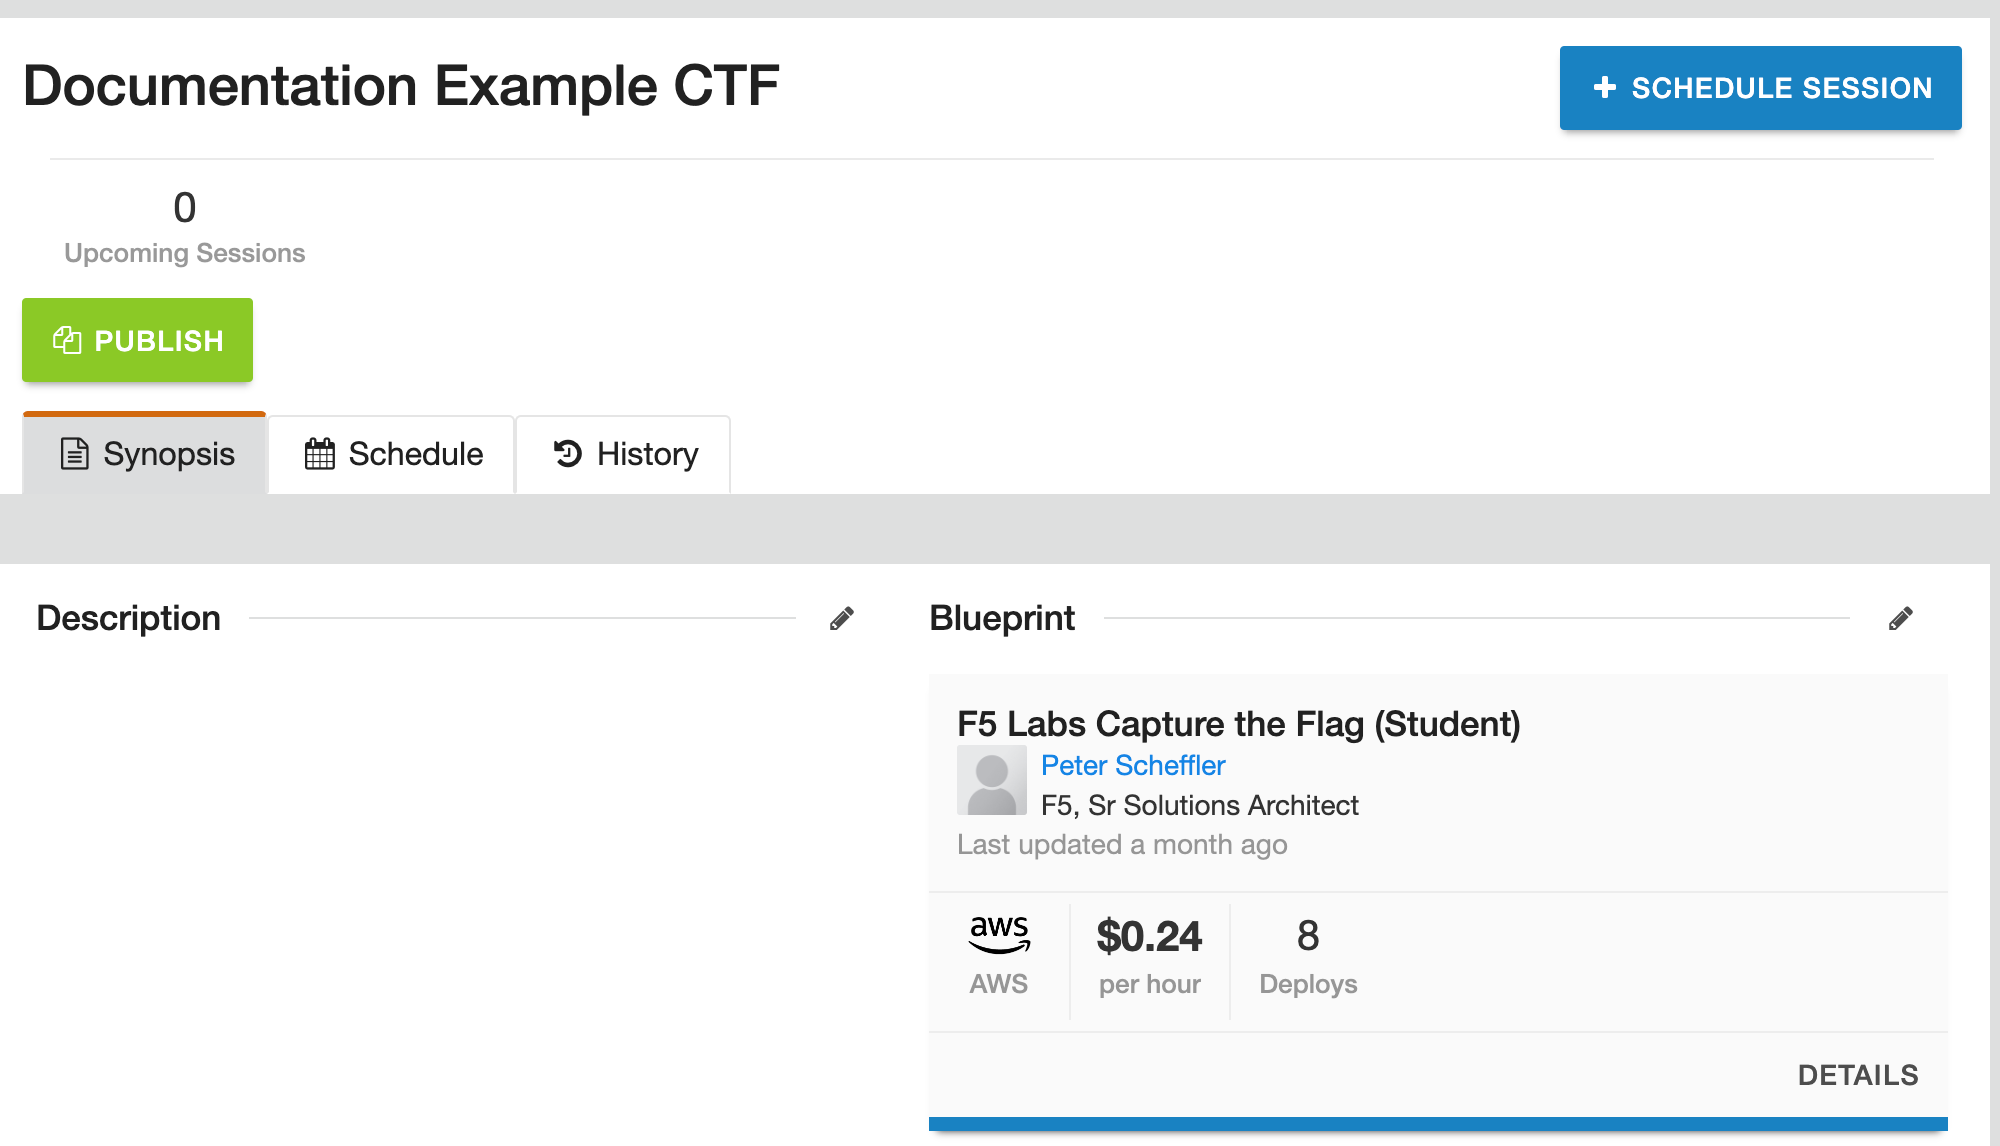 Documentation Example CTF
SCHEDULE SESSION
0
Upcoming Sessions
PUBLISH
Synopsis
Schedule
History
Description
Blueprint
F5 Labs Capture the Flag (Student)
Peter Scheffler
F5, Sr Solutions Architect
Last updated a month ago
aws
AWS
$0.24
per hour
8
Deploys
DETAILS